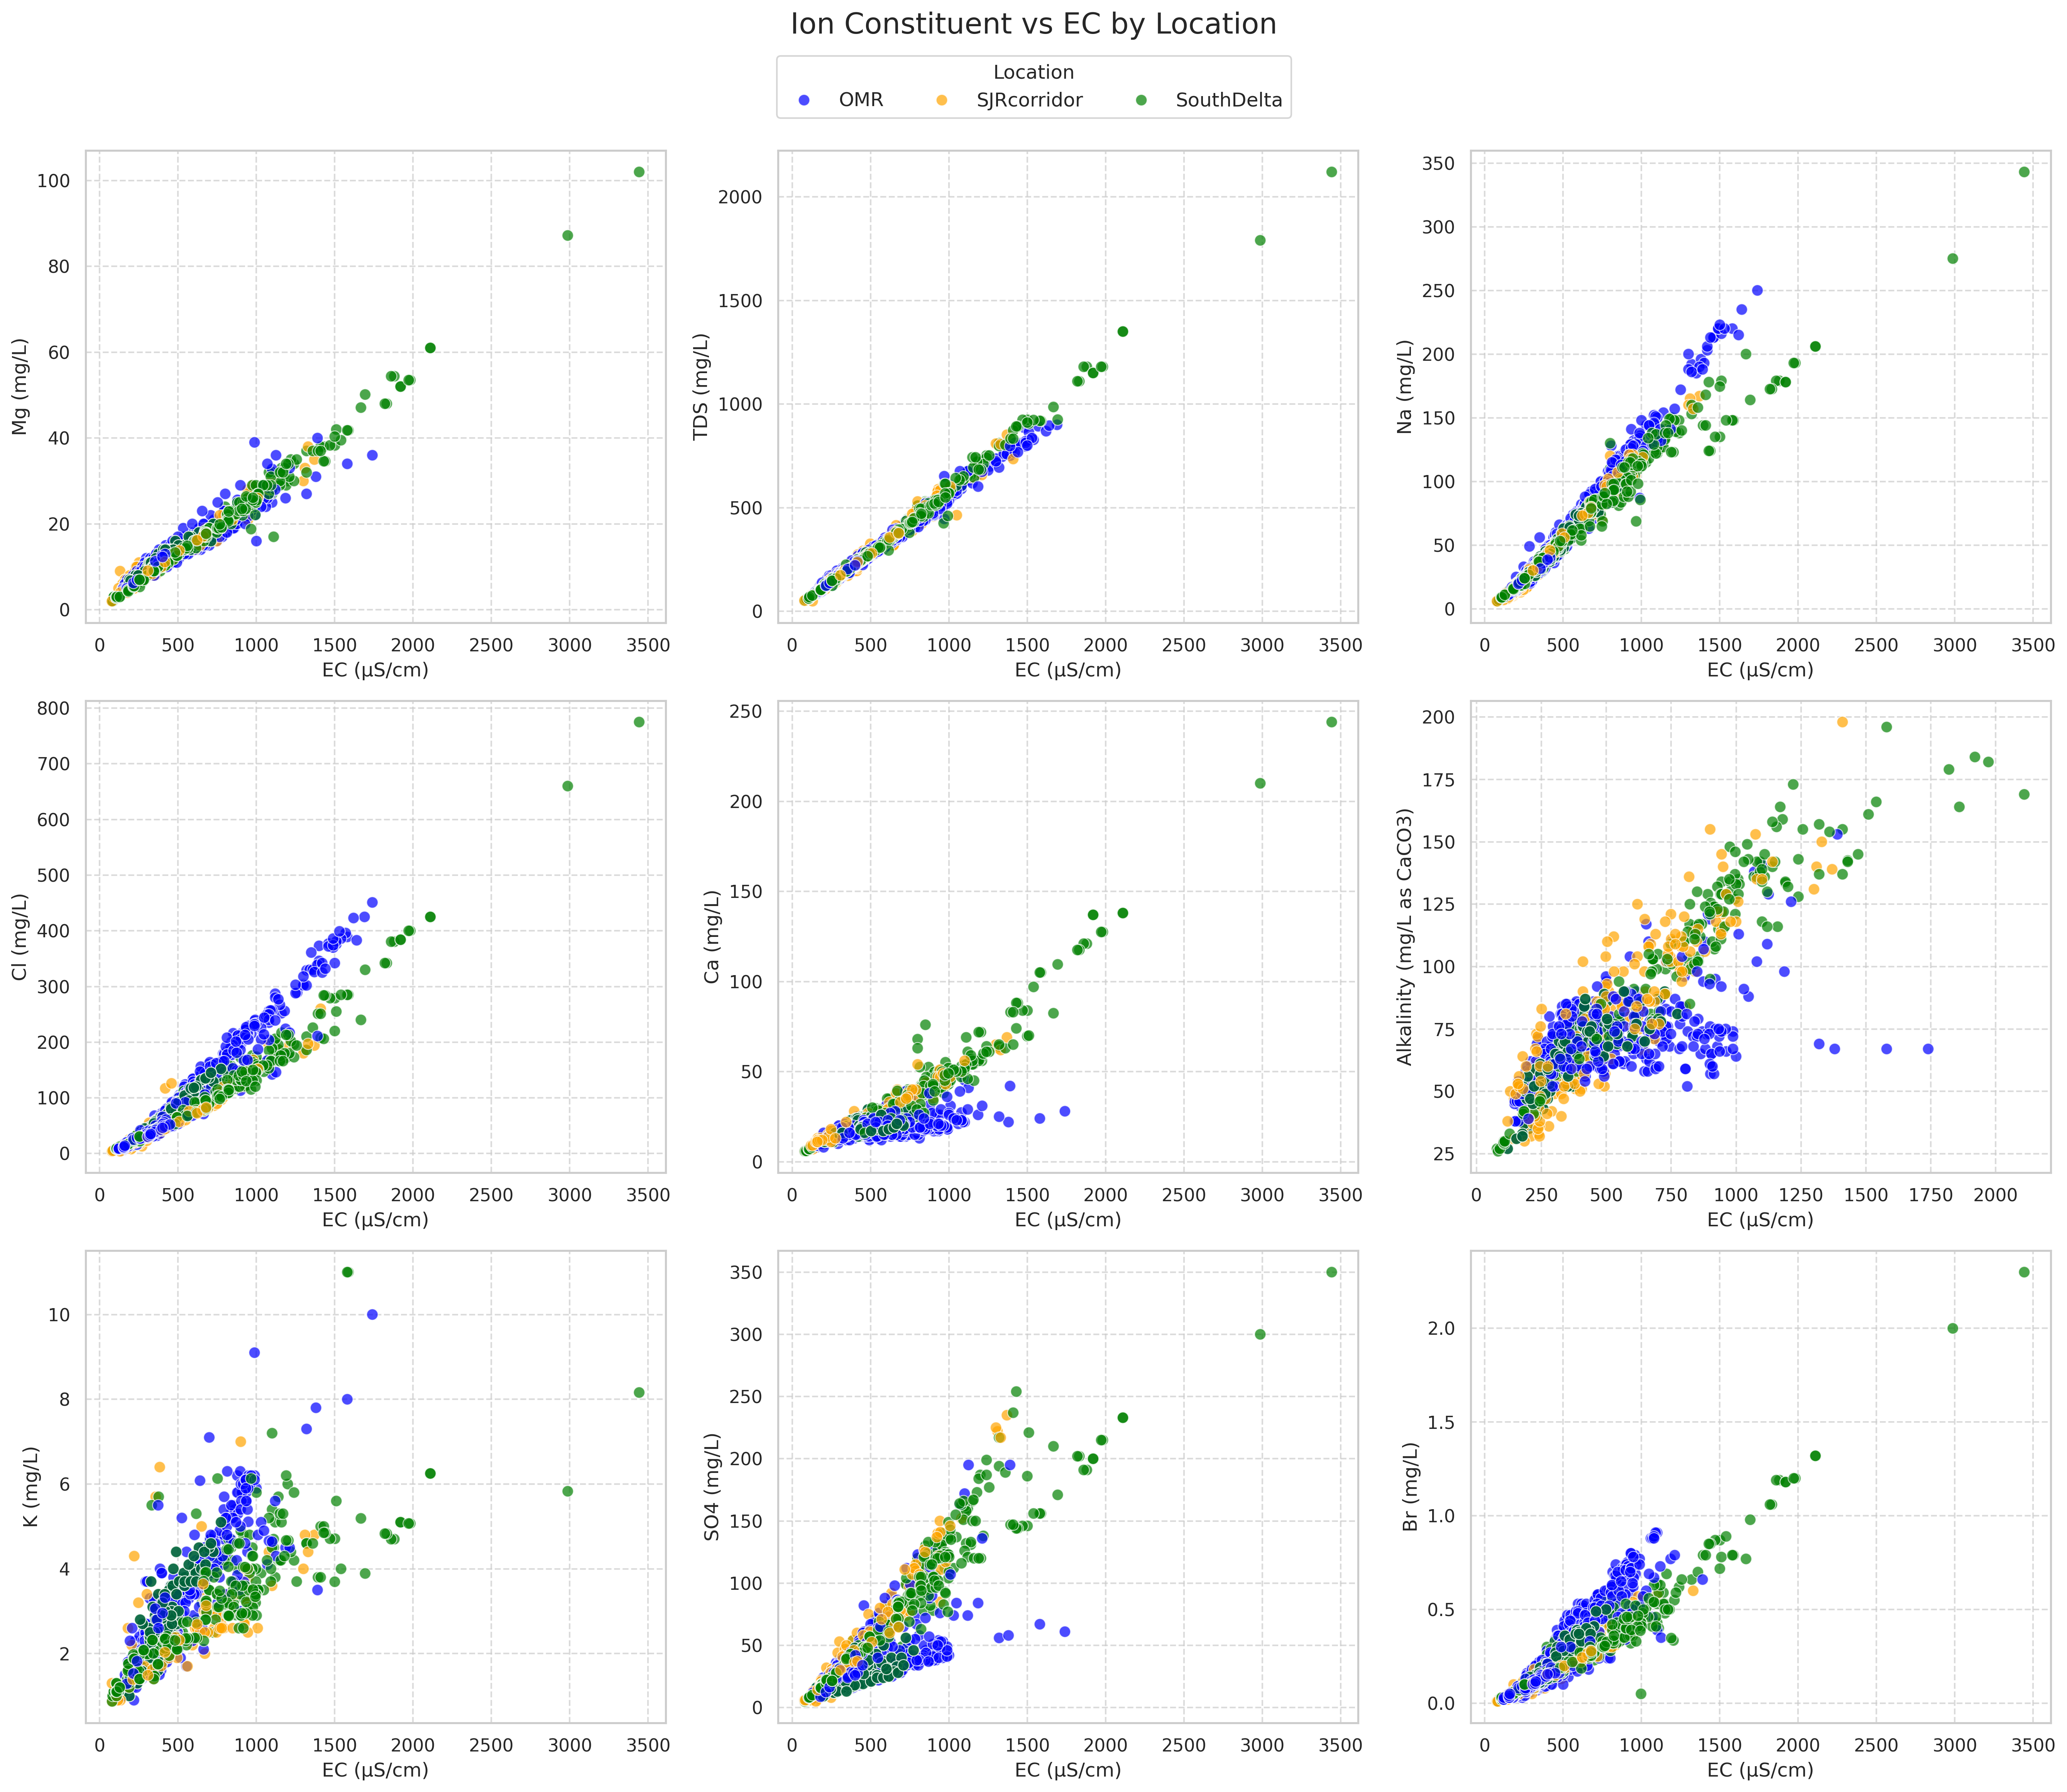 Ion Constituent vs EC by Location
Location
OMR SJRcorridor SouthDelta
Mg (mg/L)
100
80
60
40
20
0
0 500 1000 1500 2000 2500 3000 3500
EC (µS/cm)
TDS (mg/L)
2000
1500
1000
500
0
0 500 1000 1500 2000 2500 3000 3500
EC (µS/cm)
Na (mg/L)
350
300
250
200
150
100
50
0
0 500 1000 1500 2000 2500 3000 3500
EC (µS/cm)
Cl (mg/L)
800
700
600
500
400
300
200
100
0
0 500 1000 1500 2000 2500 3000 3500
EC (µS/cm)
Ca (mg/L)
250
200
150
100
50
0
0 500 1000 1500 2000 2500 3000 3500
EC (µS/cm)
Alkalinity (mg/L as CaCO3)
200
175
150
125
100
75
50
25
0 250 500 750 1000 1250 1500 1750 2000
EC (µS/cm)
K (mg/L)
10
8
6
4
2
0 500 1000 1500 2000 2500 3000 3500
EC (µS/cm)
SO4 (mg/L)
350
300
250
200
150
100
50
0
0 500 1000 1500 2000 2500 3000 3500
EC (µS/cm)
Br (mg/L)
2.0
1.5
1.0
0.5
0.0
0 500 1000 1500 2000 2500 3000 3500
EC (µS/cm)